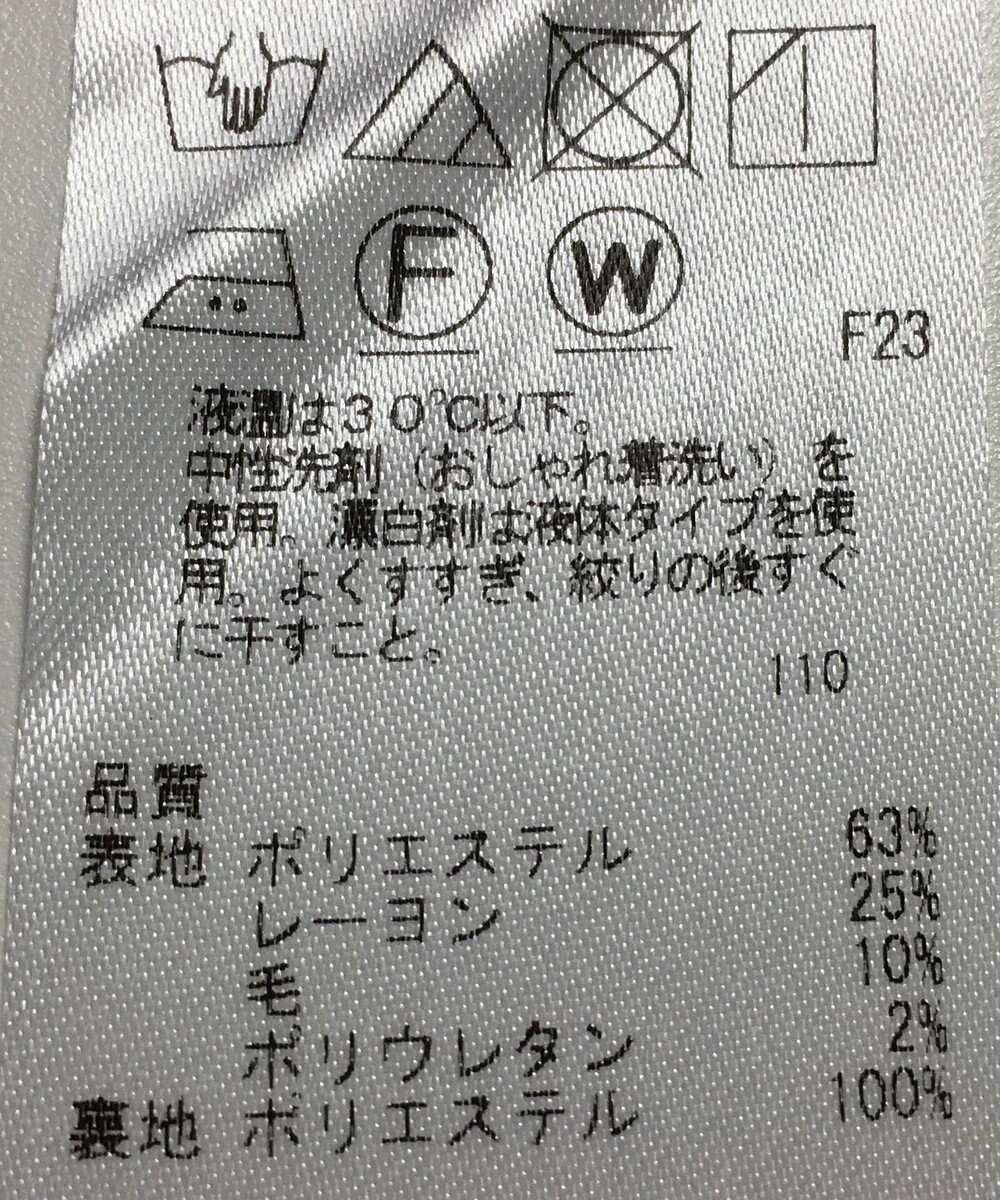 F
W
F23
液温は30℃以下。
中性洗剤（おしゃれ着洗い）を
使用。漂白剤は液体タイプを使
用。よくすすぎ、絞りの後すぐ
に干すこと。
110
品質
表地 ポリエステル 63%
レーヨン 25%
毛 10%
ポリウレタン 2%
裏地 ポリエステル 100%